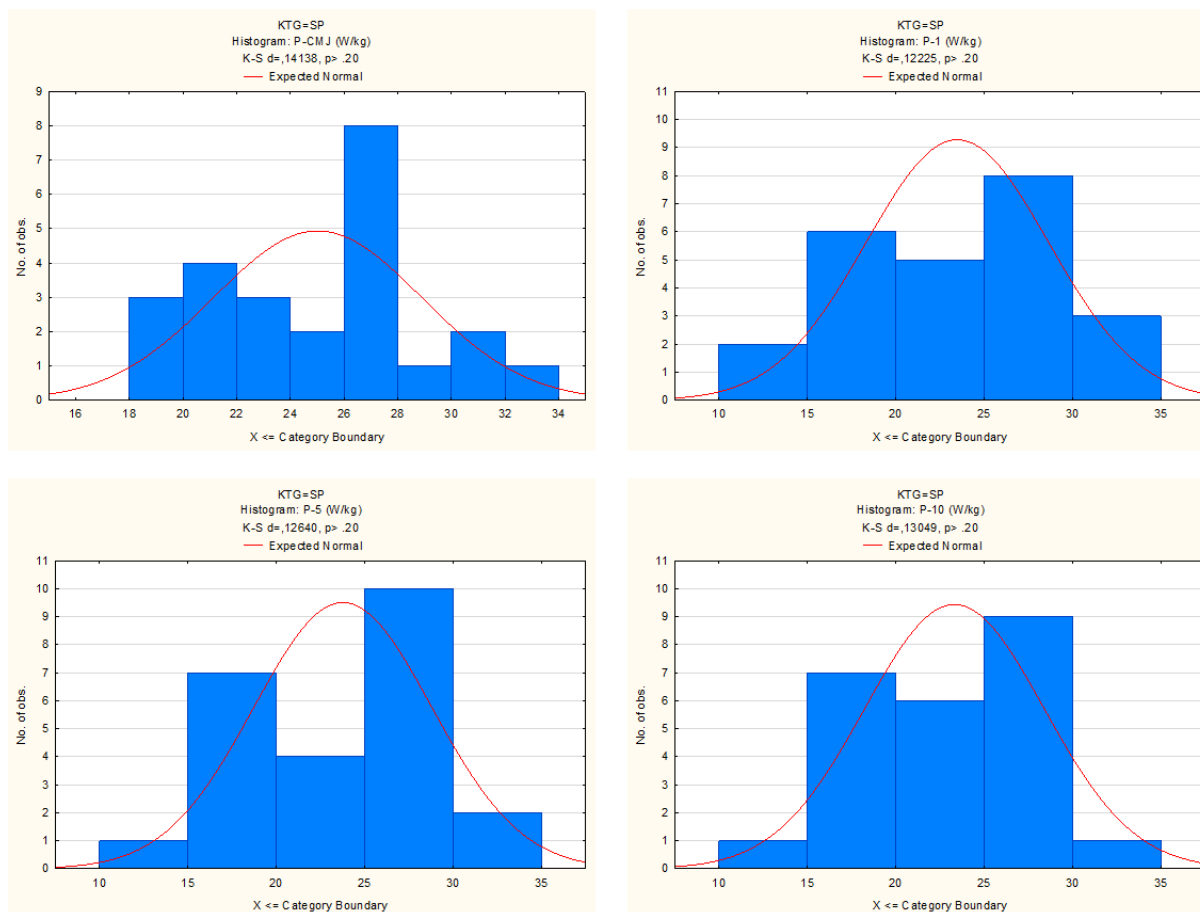 KTG=SP
Histogram: P-CMJ (W/kg)
K-S d=,14138, p> .20
Expected Normal
9
8
7
6
5
4
3
2
1
0
No. of obs.
16 18 20 22 24 26 28 30 32 34
X <= Category Boundary
KTG=SP
Histogram: P-1 (W/kg)
K-S d=,12225, p> .20
Expected Normal
11
10
9
8
7
6
5
4
3
2
1
0
No. of obs.
10 15 20 25 30 35
X <= Category Boundary
KTG=SP
Histogram: P-5 (W/kg)
K-S d=,12640, p> .20
Expected Normal
11
10
9
8
7
6
5
4
3
2
1
0
No. of obs.
10 15 20 25 30 35
X <= Category Boundary
KTG=SP
Histogram: P-10 (W/kg)
K-S d=,13049, p> .20
Expected Normal
11
10
9
8
7
6
5
4
3
2
1
0
No. of obs.
10 15 20 25 30 35
X <= Category Boundary